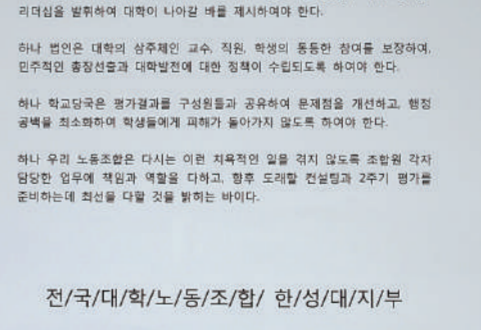 리더십을 발휘하여 대학이 나아갈 바를 제시하여야 한다.
하나 법인은 대학의 삼주체인 교수, 직원, 학생의 동등한 참여를 보장하여,
민주적인 총장선출과 대학발전에 대한 정책이 수립되도록 하여야 한다.
하나 학교당국은 평가결과를 구성원들과 공유하여 문제점을 개선하고, 행정
공백을 최소화하여 학생들에게 피해가 돌아가지 않도록 하여야 한다.
하나 우리 노동조합은 다시는 이런 치욕적인 일을 겪지 않도록 조합원 각자
담당한 업무에 책임과 역할을 다하고, 향후 도래할 컨설팅과 2주기 평가를
준비하는데 최선을 다할 것을 밝히는 바이다.
전/국/대/학/노/동/조/합/ 한/성/대/지/부